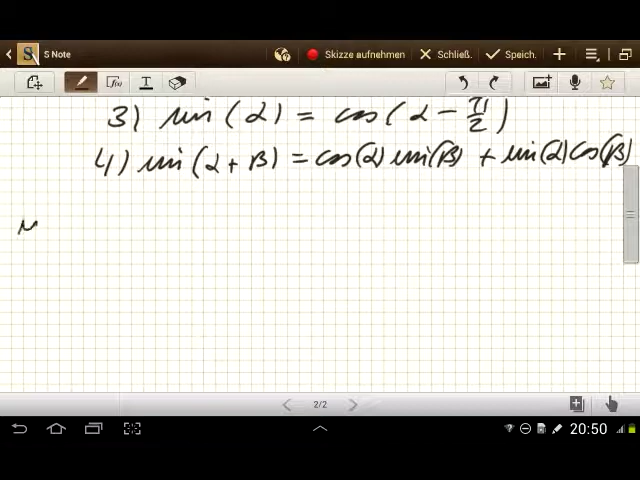 S Note
Skizze aufnehmen
Schließ.
Speich.
3) sin(α) = cos(α - π/2)
4) sin(α + β) = cos(α) sin(β) + sin(α) cos(β)
2/2
20:50